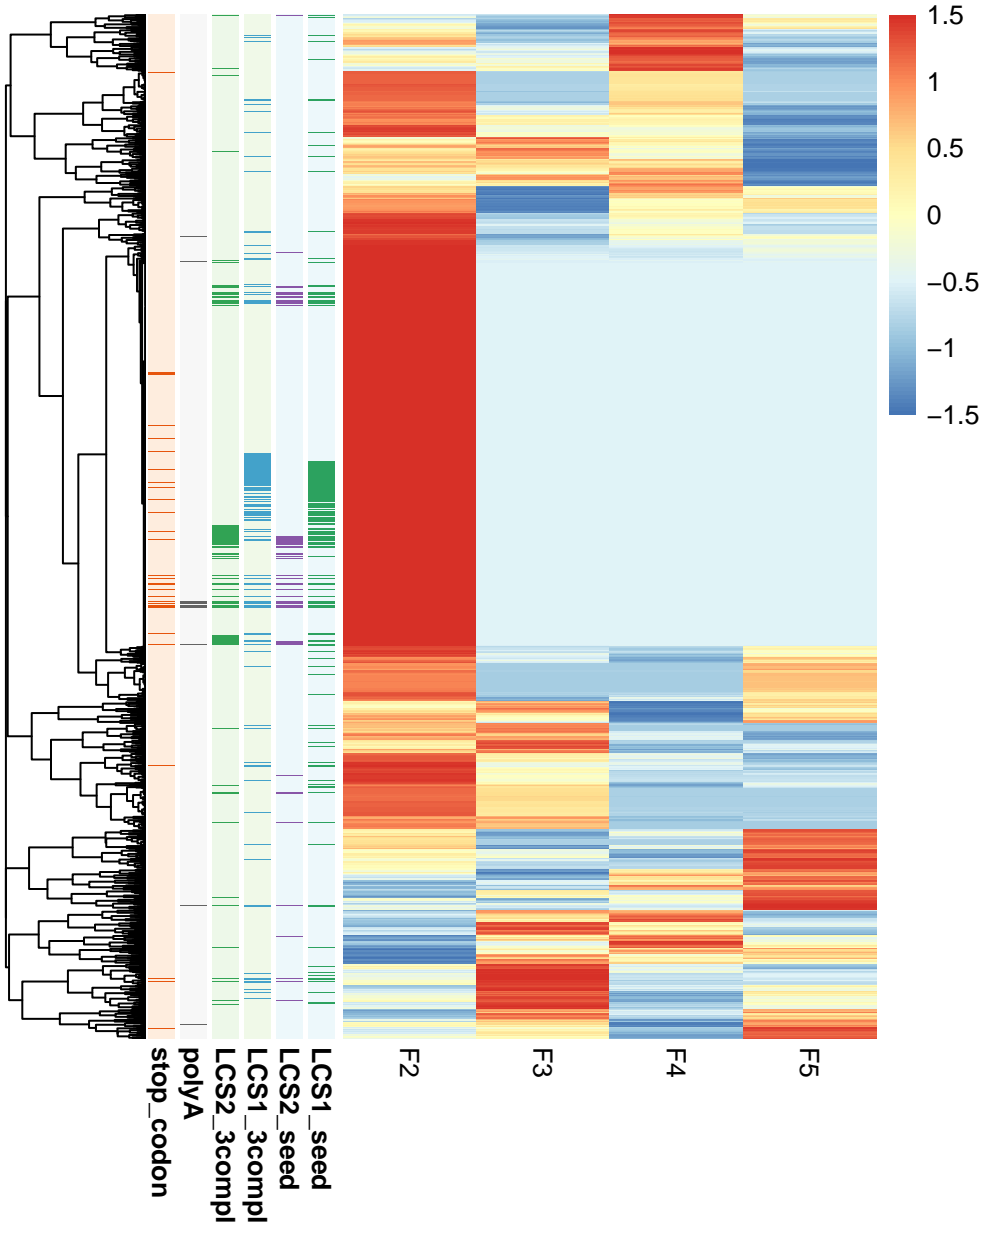 1.5
1
0.5
0
−0.5
−1
−1.5
stop_codon
polyA
LCS2_3compl
LCS1_3compl
LCS2_seed
LCS1_seed
F2
F3
F4
F5